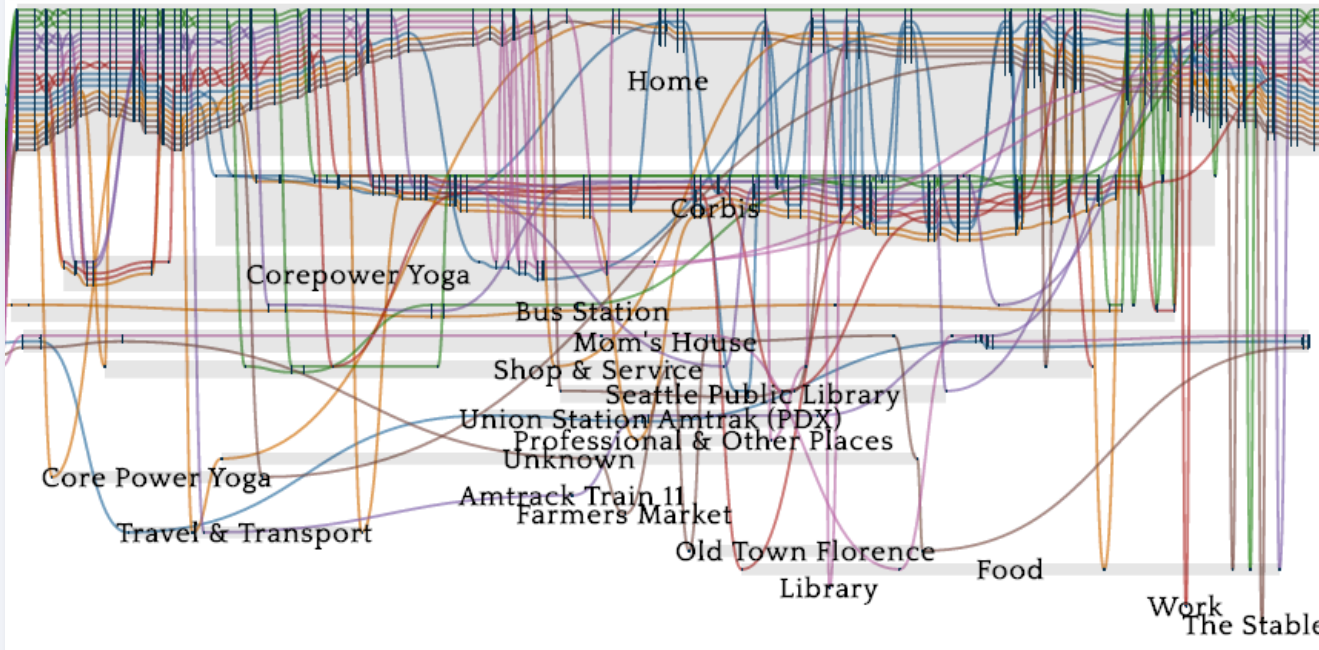 Home
Corbis
Corepower Yoga
Bus Station
Mom's House
Shop & Service
Seattle Public Library
Union Station Amtrak (PDX)
Professional & Other Places
Unknown
Core Power Yoga
Amtrack Train 11
Farmers Market
Travel & Transport
Old Town Florence
Food
Library
Work
The Stable